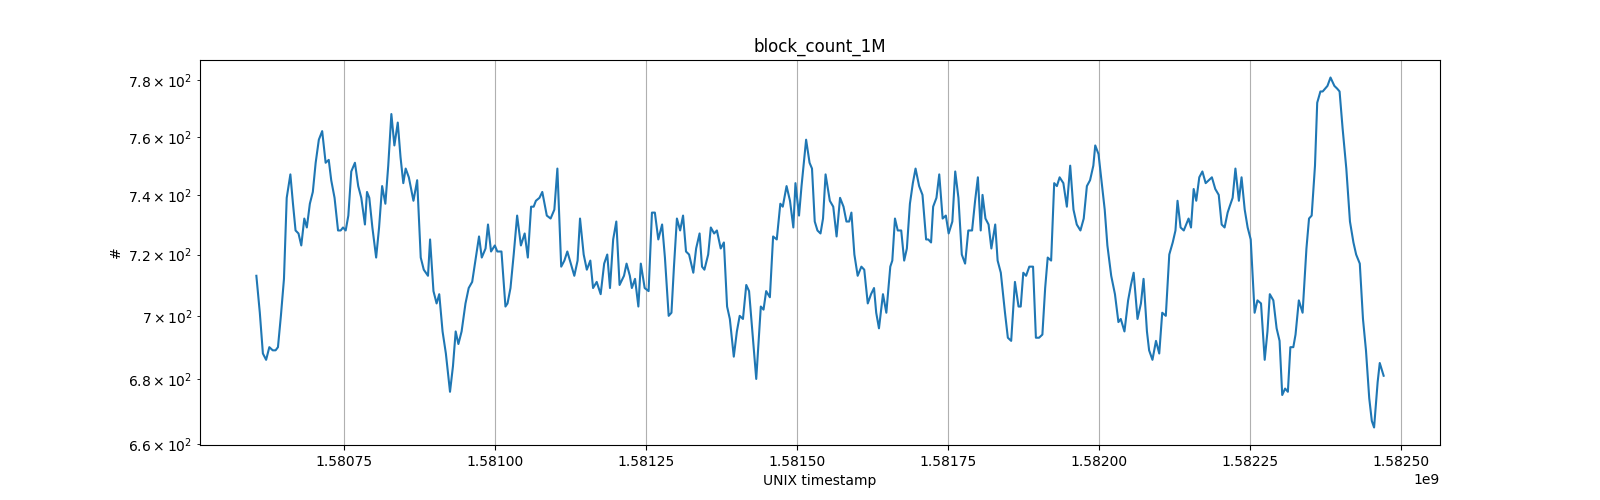 block_count_1M
7.8 × 10²
7.6 × 10²
7.4 × 10²
7.2 × 10²
7 × 10²
6.8 × 10²
6.6 × 10²
#
1.58075 1.58100 1.58125 1.58150 1.58175 1.58200 1.58225 1.58250
1e9
UNIX timestamp